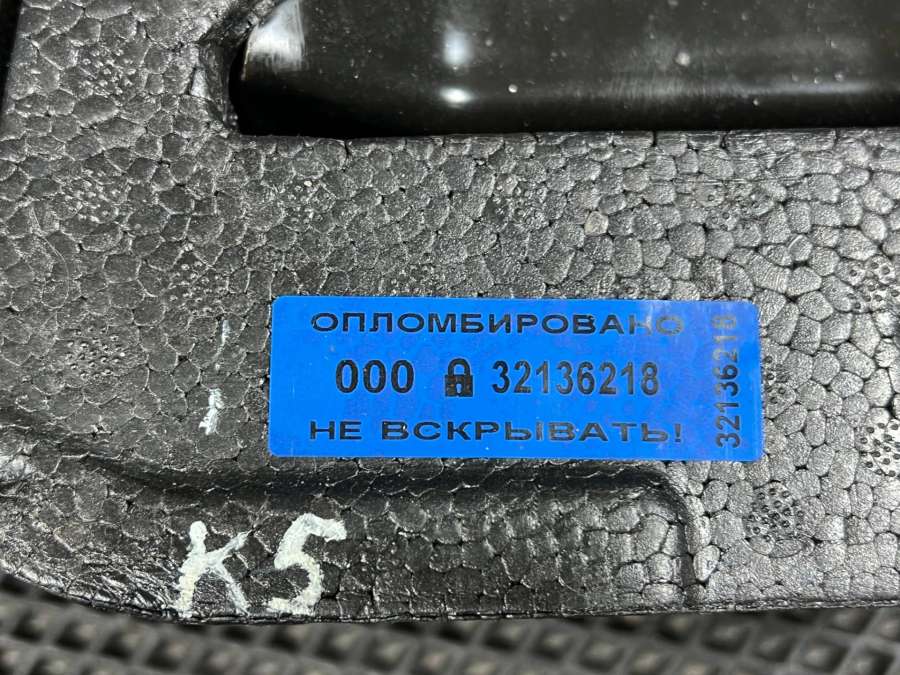 ОПЛОМБИРОВАНО
000 32136218
НЕ ВСКРЫВАТЬ!
32136218
K5